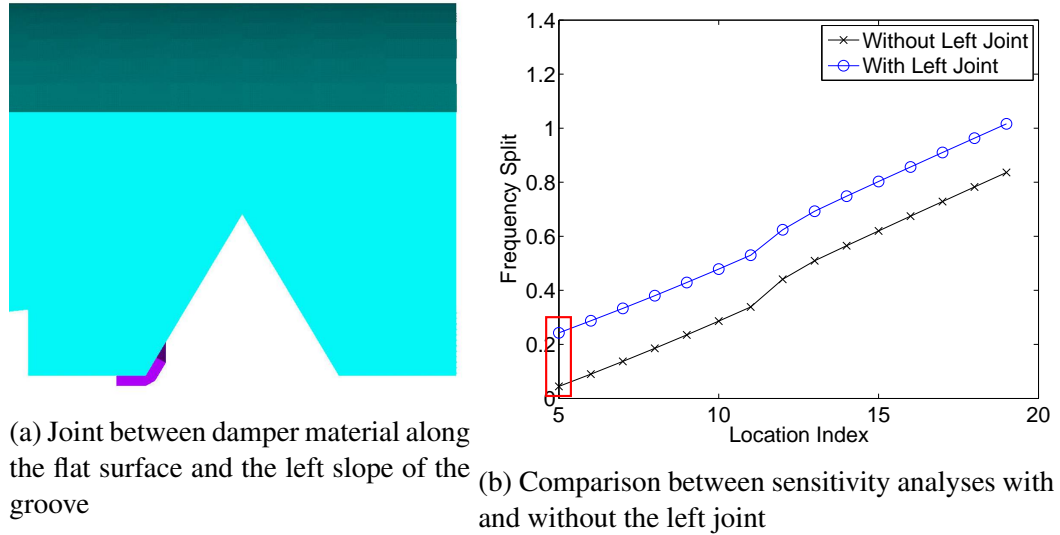 1.4
1.2
1
0.8
0.6
0.4
0.2
0
Frequency Split
Without Left Joint
With Left Joint
5
10
15
20
Location Index
(a) Joint between damper material along
the flat surface and the left slope of the
groove
(b) Comparison between sensitivity analyses with
and without the left joint